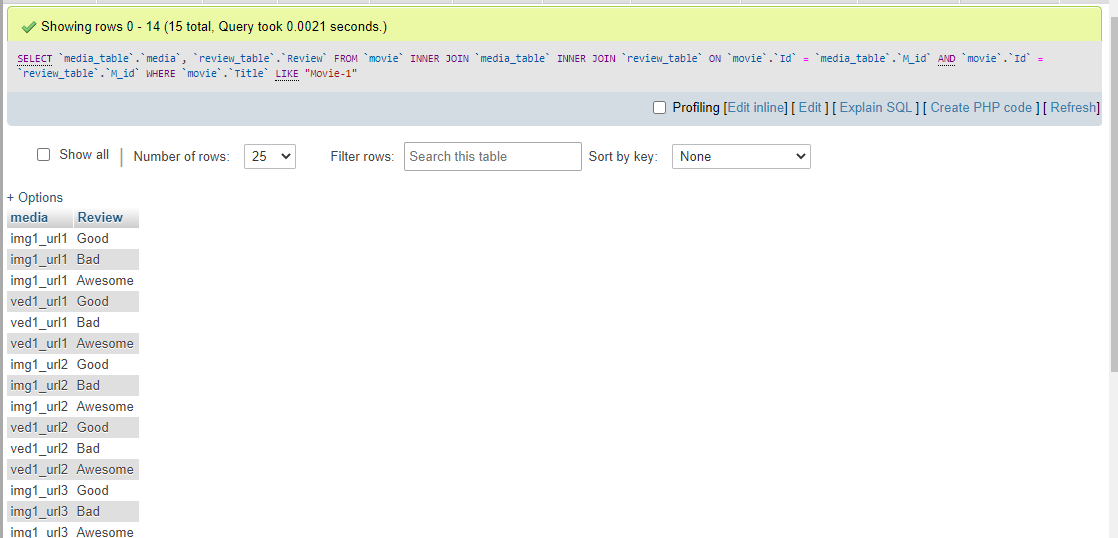 Showing rows 0 - 14 (15 total, Query took 0.0021 seconds.)
SELECT `media_table`.`media`, `review_table`.`Review` FROM `movie` INNER JOIN `media_table` INNER JOIN `review_table` ON `movie`.`Id` = `media_table`.`M_id` AND `movie`.`Id` =
`review_table`.`M_id` WHERE `movie`.`Title` LIKE "Movie-1"
Profiling [Edit inline] [ Edit ] [ Explain SQL ] [ Create PHP code ] [ Refresh]
Show all | Number of rows: 25 Filter rows: Search this table Sort by key: None
+ Options
media Review
img1_url1 Good
img1_url1 Bad
img1_url1 Awesome
ved1_url1 Good
ved1_url1 Bad
ved1_url1 Awesome
img1_url2 Good
img1_url2 Bad
img1_url2 Awesome
ved1_url2 Good
ved1_url2 Bad
ved1_url2 Awesome
img1_url3 Good
img1_url3 Bad
img1_url3 Awesome